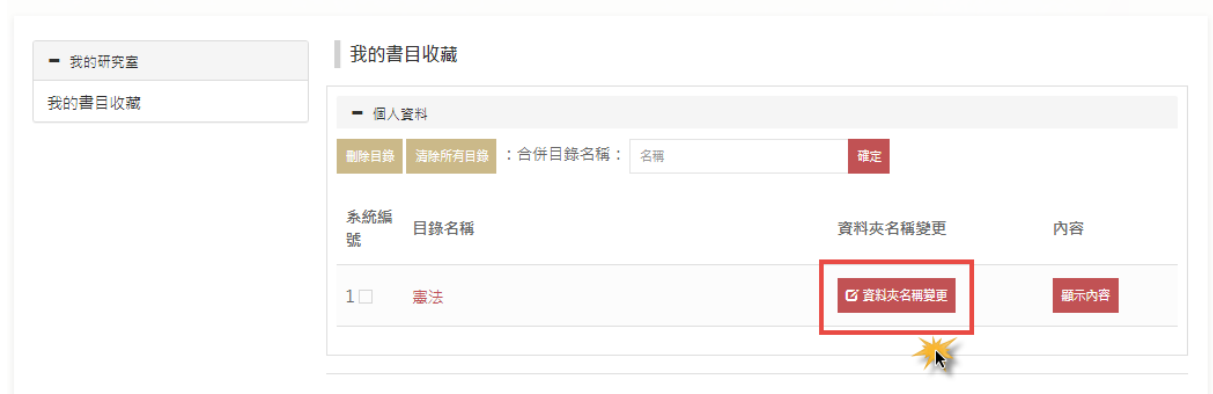 我的研究室
我的書目收藏
我的書目收藏
個人資料
刪除目錄 清除所有目錄 ：合併目錄名稱： 名稱 確定
系統編號 目錄名稱 資料夾名稱變更 內容
1 憲法 資料夾名稱變更 顯示內容